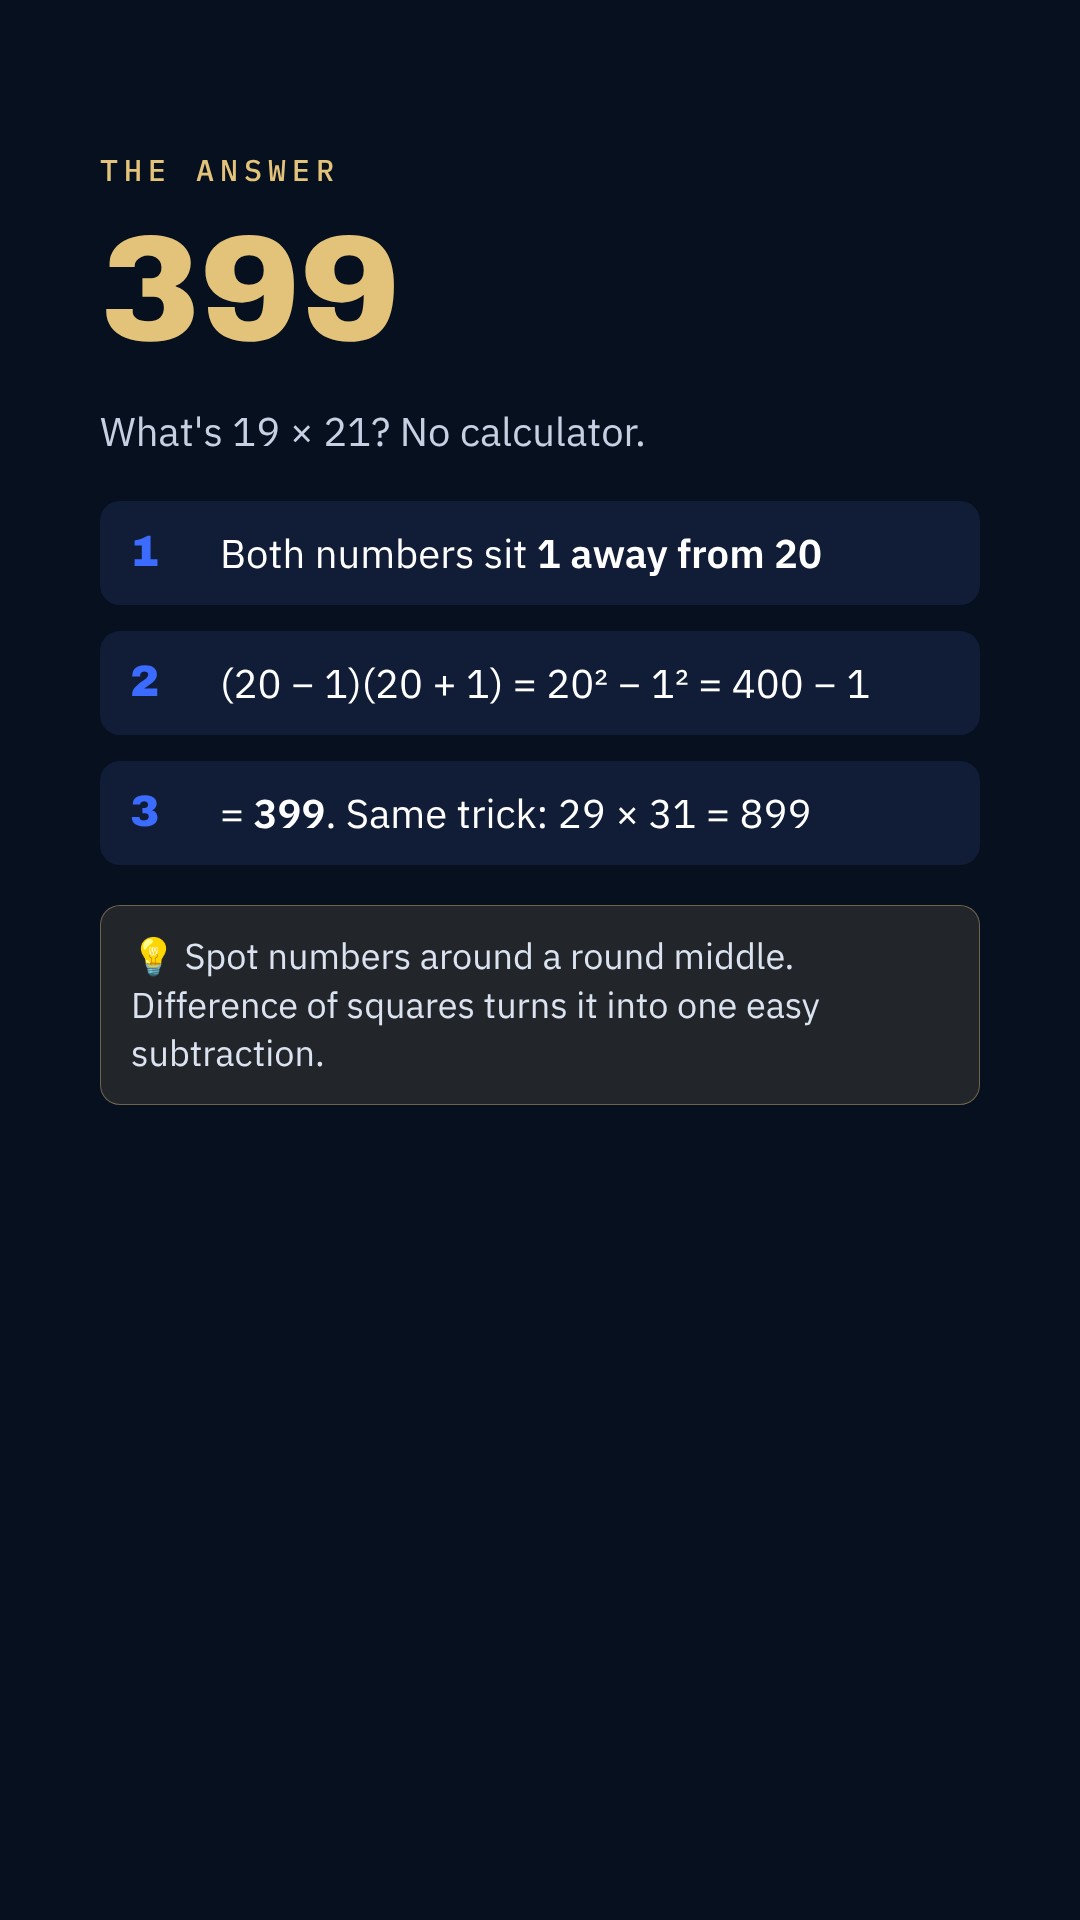 THE ANSWER
399
What's 19 × 21? No calculator.
1 Both numbers sit 1 away from 20
2 (20 − 1)(20 + 1) = 20² − 1² = 400 − 1
3 = 399. Same trick: 29 × 31 = 899
💡 Spot numbers around a round middle.
Difference of squares turns it into one easy
subtraction.